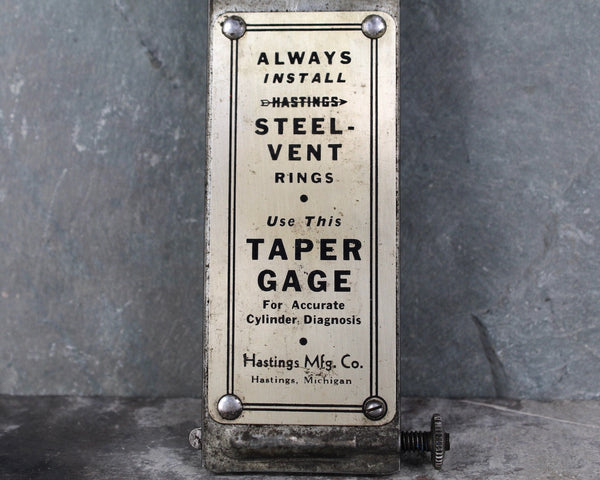 ALWAYS
INSTALL
HASTINGS
STEEL-
VENT
RINGS
Use This
TAPER
GAGE
For Accurate
Cylinder Diagnosis
Hastings Mfg. Co.
Hastings, Michigan